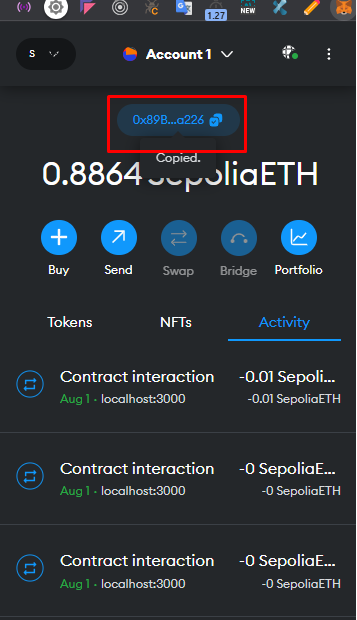 1.27
NEW
S
Account 1
0x89B...a226
Copied.
0.8864 SepoliaETH
Buy
Send
Swap
Bridge
Portfolio
Tokens
NFTs
Activity
Contract interaction
-0.01 Sepoli...
Aug 1 · localhost:3000
-0.01 SepoliaETH
Contract interaction
-0 SepoliaE...
Aug 1 · localhost:3000
-0 SepoliaETH
Contract interaction
-0 SepoliaE...
Aug 1 · localhost:3000
-0 SepoliaETH